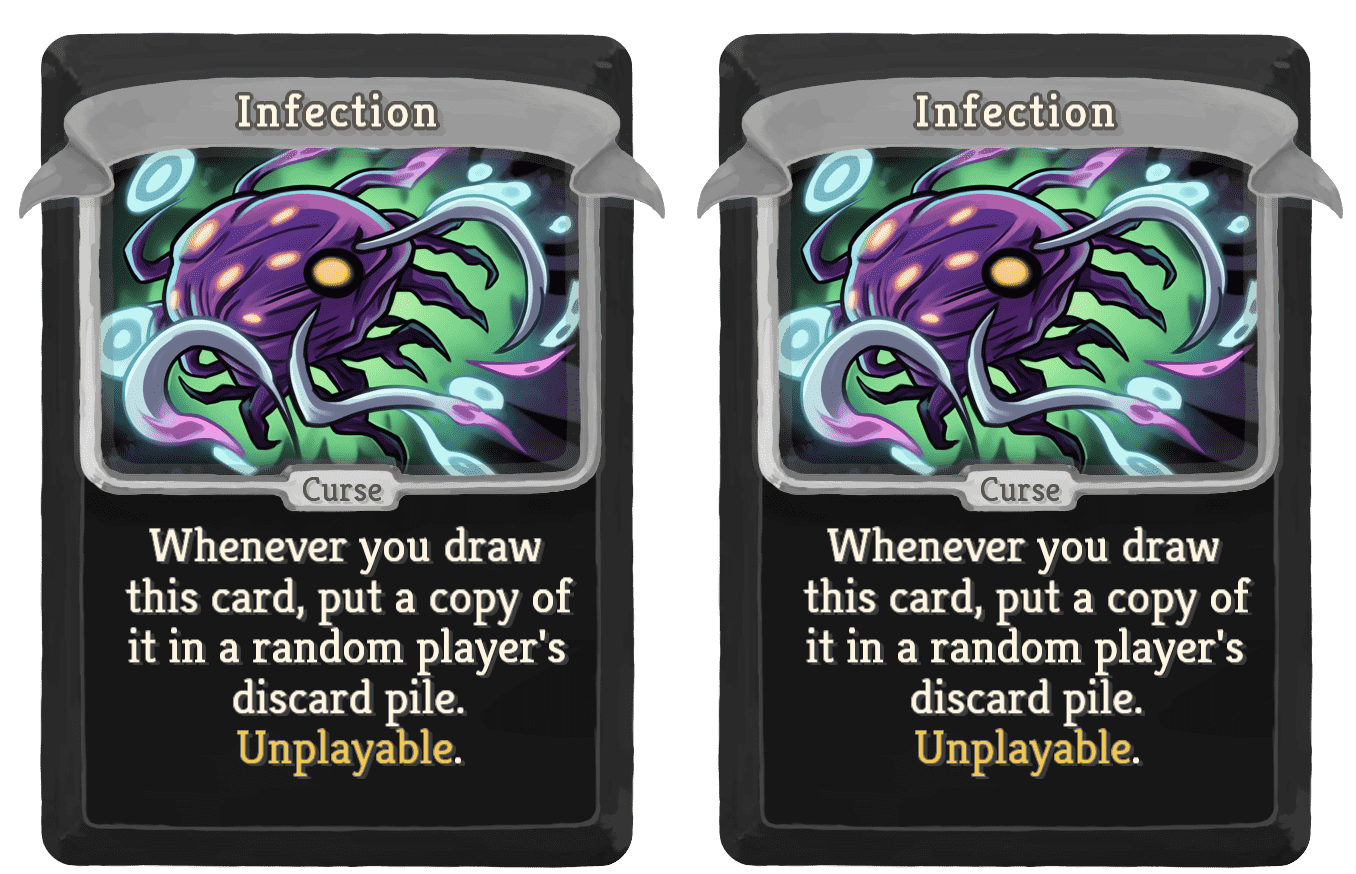 Infection
Curse
Whenever you draw
this card, put a copy of
it in a random player's
discard pile.
Unplayable.
Infection
Curse
Whenever you draw
this card, put a copy of
it in a random player's
discard pile.
Unplayable.